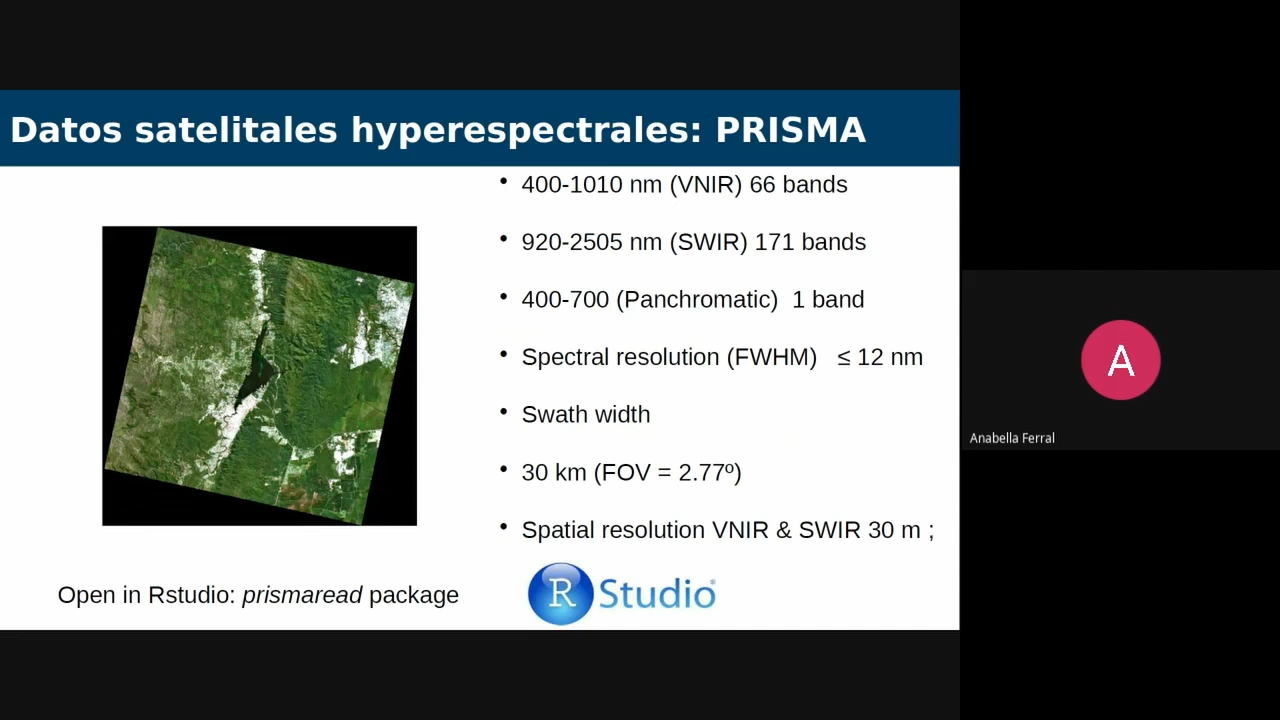 Datos satelitales hyperespectrales: PRISMA
• 400-1010 nm (VNIR) 66 bands
• 920-2505 nm (SWIR) 171 bands
• 400-700 (Panchromatic) 1 band
• Spectral resolution (FWHM) ≤ 12 nm
• Swath width
• 30 km (FOV = 2.77º)
• Spatial resolution VNIR & SWIR 30 m ;
Open in Rstudio: prismaread package
R Studio®
A
Anabella Ferral